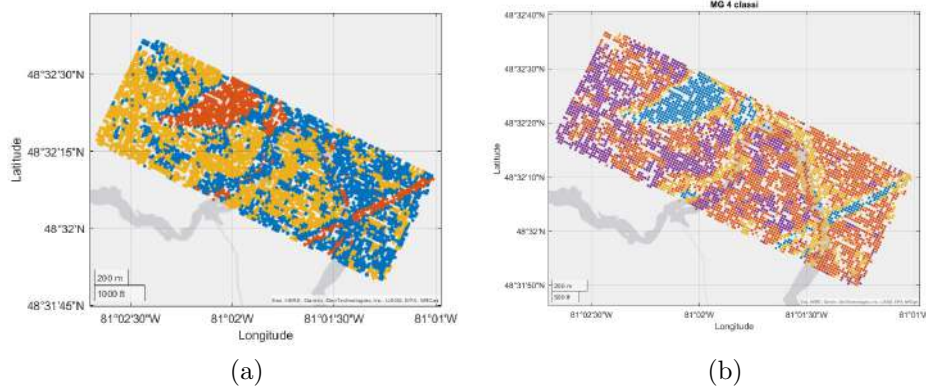 MG 4 classi
48°32'40"N
48°32'30"N
48°32'30"N
48°32'20"N
48°32'15"N
48°32'10"N
48°32'N
48°32'N
48°31'50"N
48°31'45"N
Latitude
Latitude
200 m
1000 ft
200 m
500 ft
81°02'30"W
81°02'W
81°01'30"W
81°01'W
81°02'30"W
81°02'W
81°01'30"W
81°01'W
Longitude
Longitude
(a)
(b)